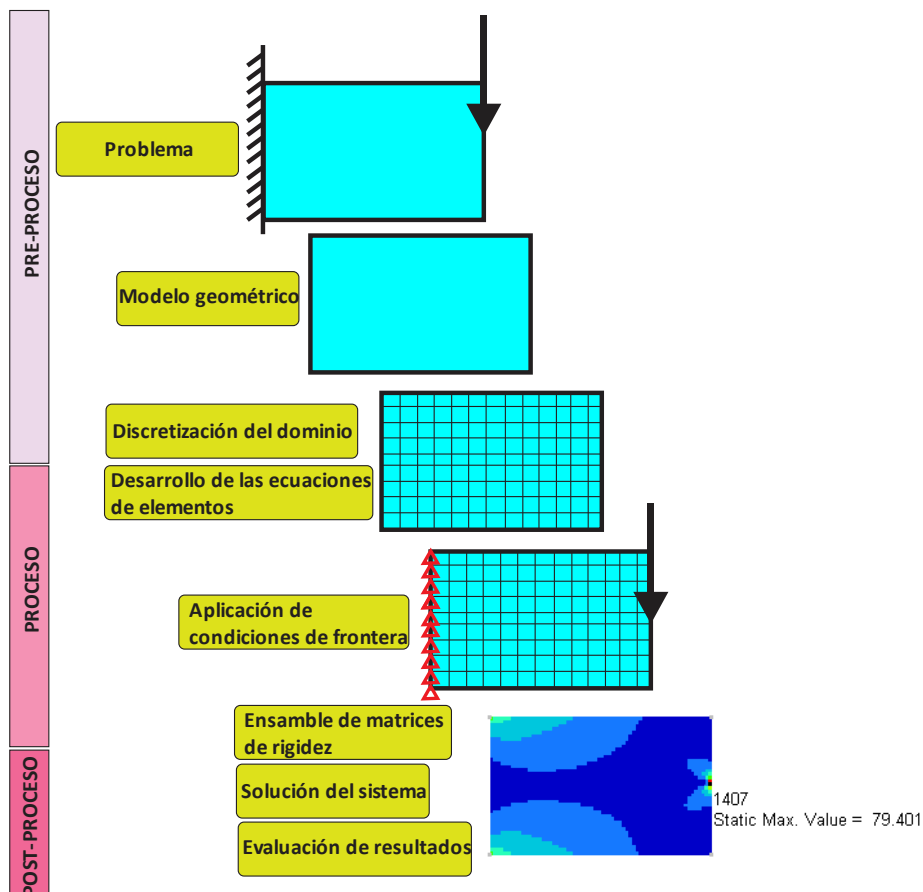 PRE-PROCESO
Problema
Modelo geométrico
Discretización del dominio
PROCESO
Desarrollo de las ecuaciones
de elementos
Aplicación de
condiciones de frontera
Ensamble de matrices
de rigidez
POST-PROCESO
Solución del sistema
Evaluación de resultados
1407
Static Max. Value = 79.401